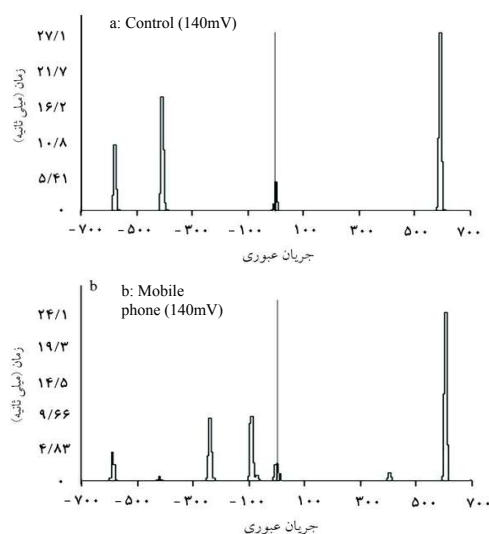 a: Control (140mV)
۲۷/۱
۲۱/۷
۱۶/۲
۱۰/۸
۵/۴۱
۰
زمان (میلی ثانیه)
-۷۰۰ -۵۰۰ -۳۰۰ -۱۰۰ ۱۰۰ ۳۰۰ ۵۰۰ ۷۰۰
جریان عبوری
b
b: Mobile
phone (140mV)
۲۴/۱
۱۹/۳
۱۴/۵
۹/۶۶
۴/۸۳
۰
زمان (میلی ثانیه)
-۷۰۰ -۵۰۰ -۳۰۰ -۱۰۰ ۱۰۰ ۳۰۰ ۵۰۰ ۷۰۰
جریان عبوری